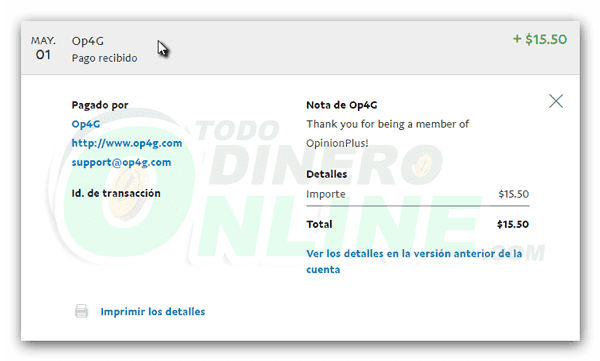 MAY.
01
Op4G
Pago recibido
+ $15.50
Pagado por
Op4G
http://www.op4g.com
support@op4g.com
Id. de transacción
Nota de Op4G
Thank you for being a member of
OpinionPlus!
Detalles
Importe $15.50
Total $15.50
Ver los detalles en la versión anterior de la
cuenta
Imprimir los detalles
TODO
DINERO
ONLINE
.COM